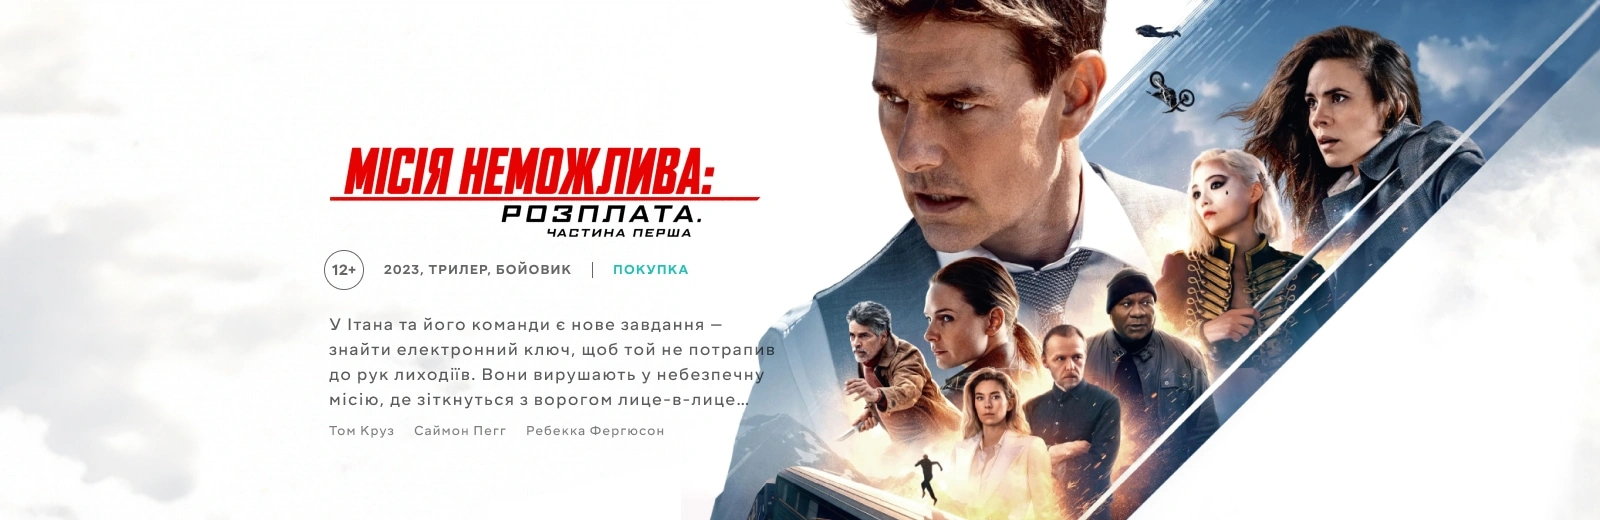 МІСІЯ НЕМОЖЛИВА:
РОЗПЛАТА.
ЧАСТИНА ПЕРША
12+ 2023, ТРИЛЕР, БОЙОВИК | ПОКУПКА
У Ітана та його команди є нове завдання –
знайти електронний ключ, щоб той не потрапив
до рук лиходіїв. Вони вирушають у небезпечну
місію, де зіткнуться з ворогом лице-в-лице...
Том Круз Саймон Пегг Ребекка Фергюсон